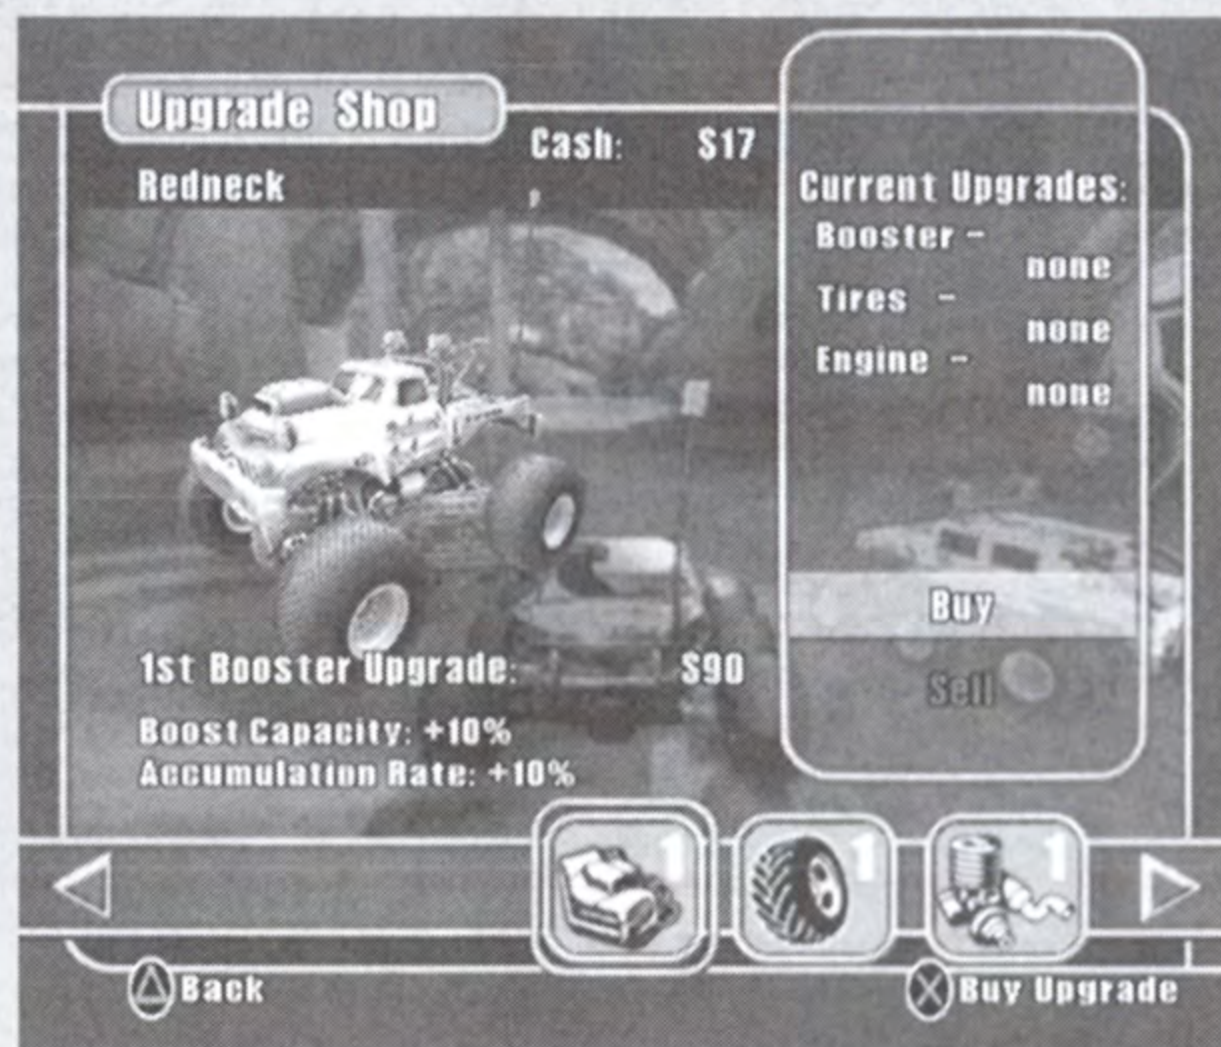 Upgrade Shop
Cash: $17
Redneck
Current Upgrades:
Booster -
none
Tires -
none
Engine -
none
Buy
Sell
1st Booster Upgrade: $90
Boost Capacity: +10%
Accumulation Rate: +10%
1 1 1
Back
Buy Upgrade